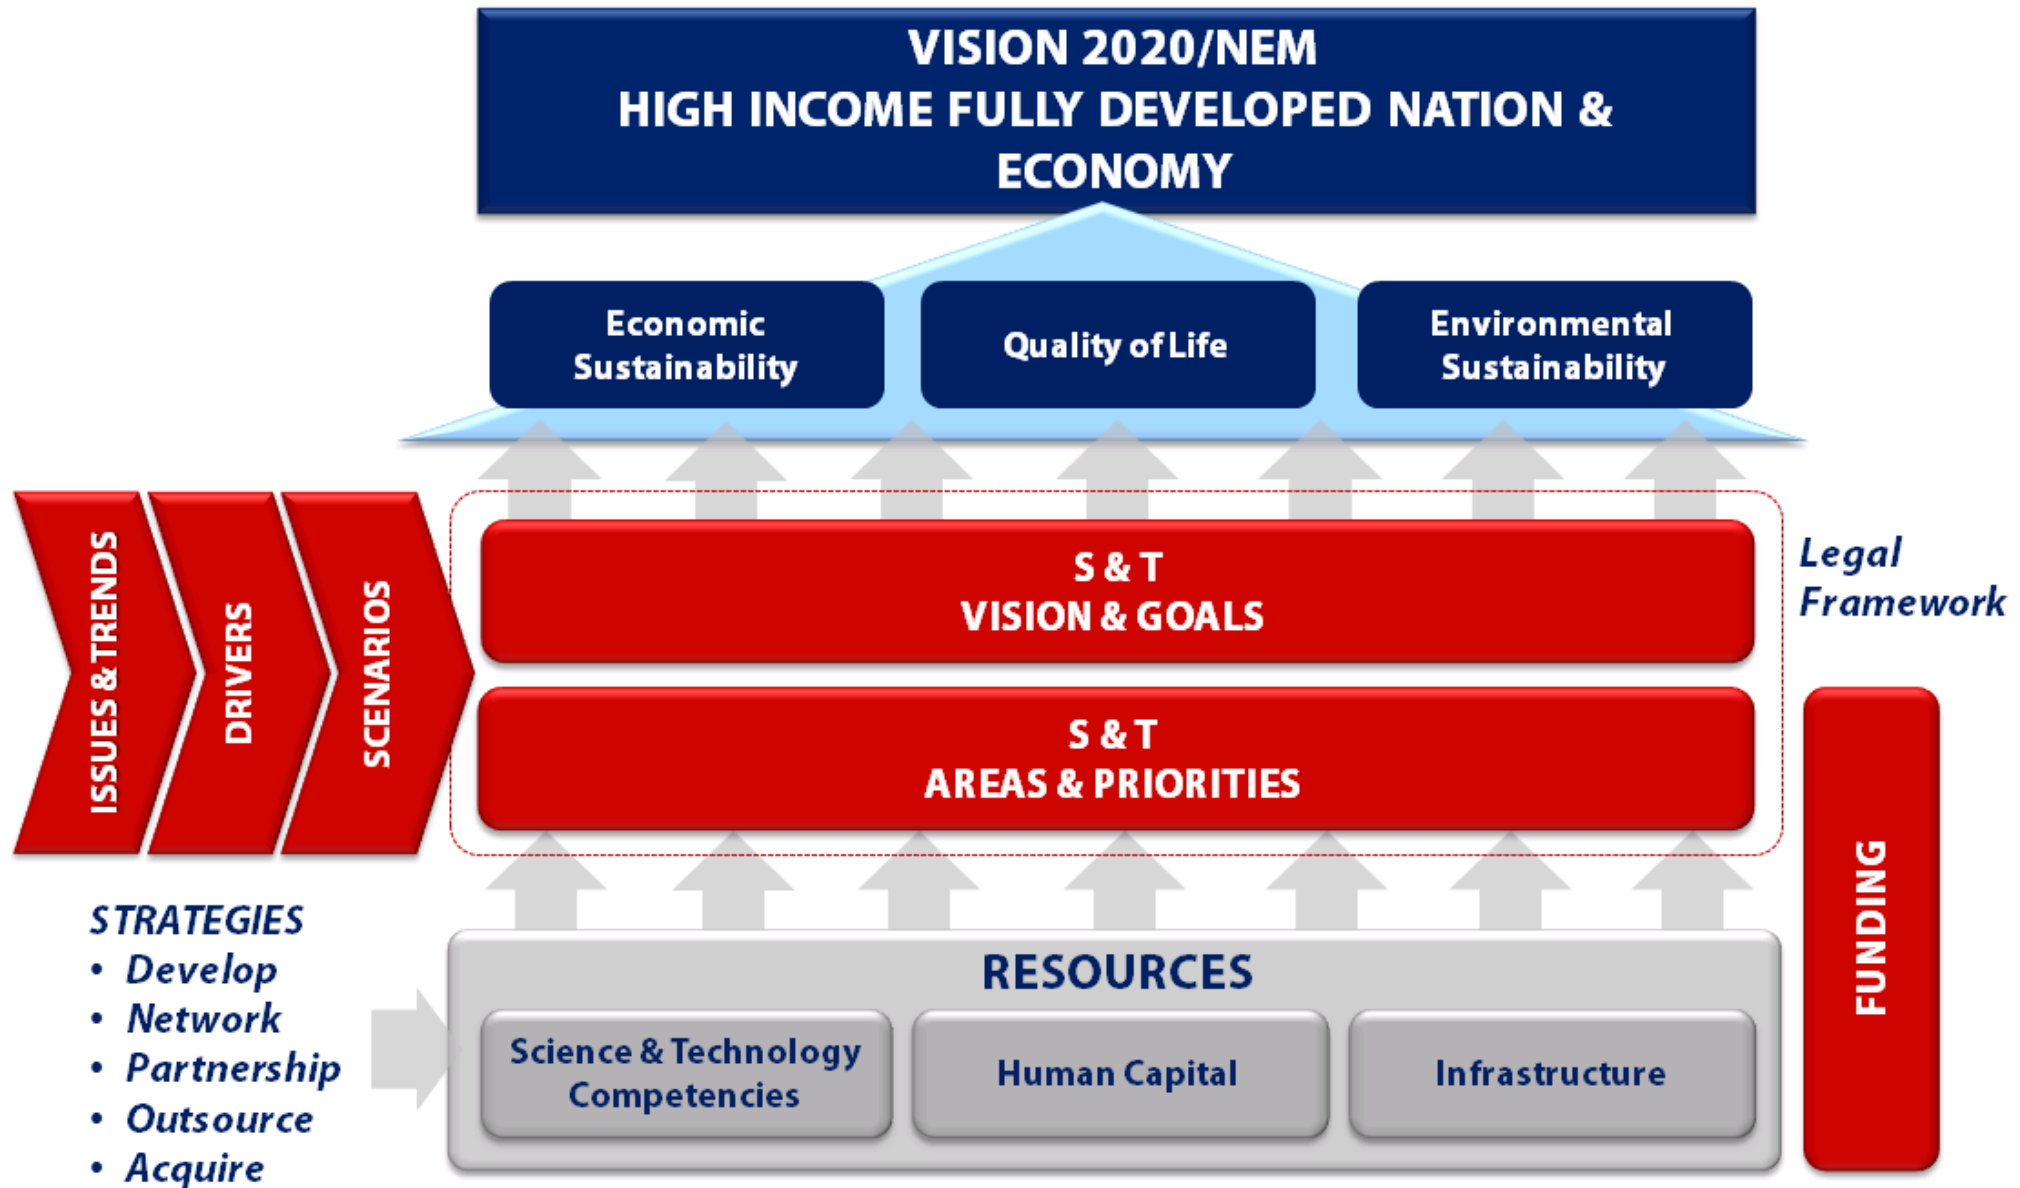 VISION 2020/NEM
HIGH INCOME FULLY DEVELOPED NATION &
ECONOMY
Economic
Sustainability
Quality of Life
Environmental
Sustainability
ISSUES & TRENDS
DRIVERS
SCENARIOS
S & T
VISION & GOALS
Legal
Framework
S & T
AREAS & PRIORITIES
FUNDING
STRATEGIES
• Develop
• Network
• Partnership
• Outsource
• Acquire
RESOURCES
Science & Technology
Competencies
Human Capital
Infrastructure